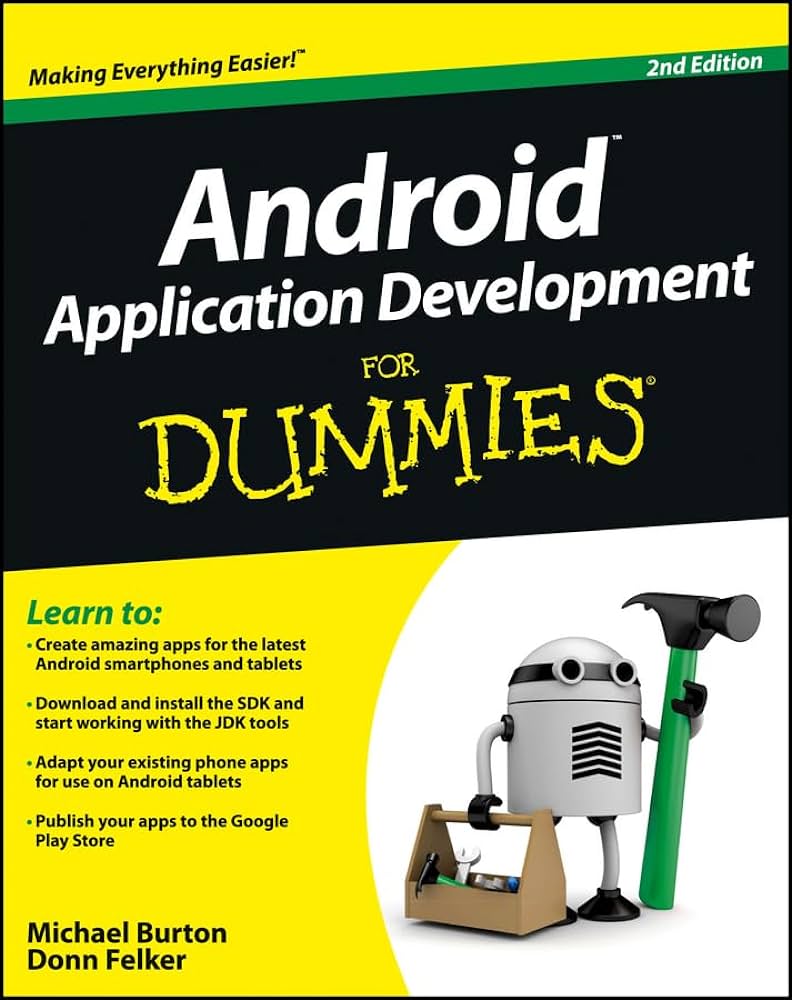 Making Everything Easier!™
2nd Edition
Android™
Application Development
FOR
DUMMIES®
Learn to:
• Create amazing apps for the latest
Android smartphones and tablets
• Download and install the SDK and
start working with the JDK tools
• Adapt your existing phone apps
for use on Android tablets
• Publish your apps to the Google
Play Store
Michael Burton
Donn Felker